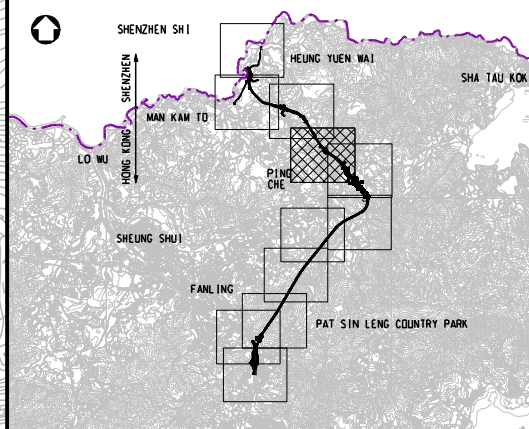 SHENZHEN SHI
HEUNG YUEN WAI
SHENZHEN
SHA TAU KOK
MAN KAM TO
LO WU
HONG KONG
PING
CHE
SHEUNG SHUI
FANLING
PAT SIN LENG COUNTRY PARK